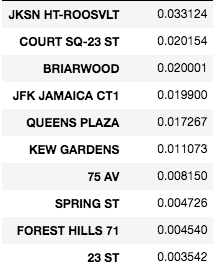 JKSN HT-ROOSVLT 0.033124
COURT SQ-23 ST 0.020154
BRIARWOOD 0.020001
JFK JAMAICA CT1 0.019900
QUEENS PLAZA 0.017267
KEW GARDENS 0.011073
75 AV 0.008150
SPRING ST 0.004726
FOREST HILLS 71 0.004540
23 ST 0.003542